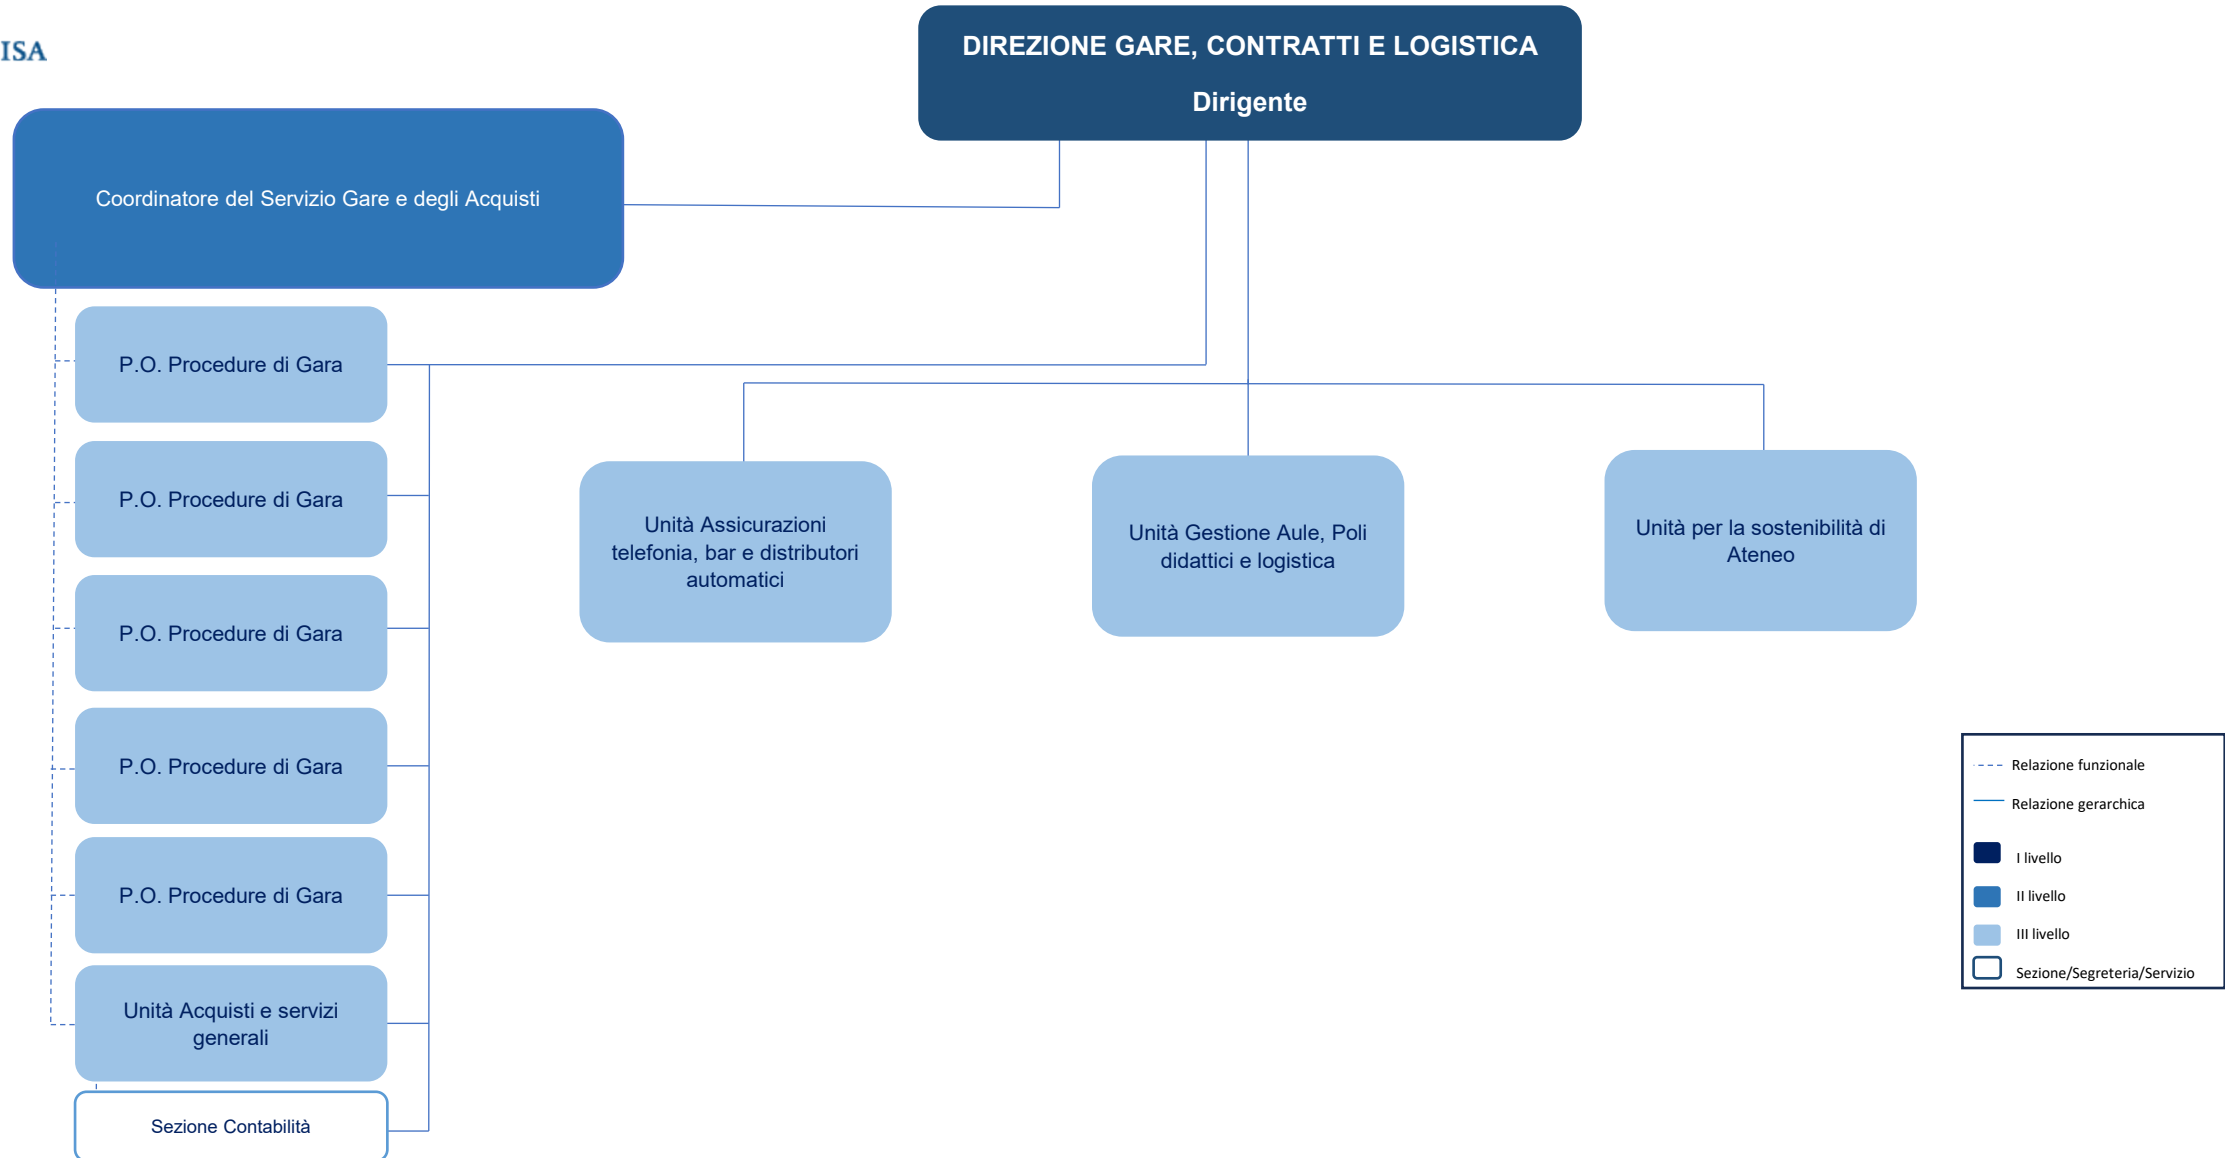 ISA
DIREZIONE GARE, CONTRATTI E LOGISTICA
Dirigente
Coordinatore del Servizio Gare e degli Acquisti
P.O. Procedure di Gara
P.O. Procedure di Gara
P.O. Procedure di Gara
P.O. Procedure di Gara
P.O. Procedure di Gara
Unità Acquisti e servizi
generali
Sezione Contabilità
Unità Assicurazioni
telefonia, bar e distributori
automatici
Unità Gestione Aule, Poli
didattici e logistica
Unità per la sostenibilità di
Ateneo
Relazione funzionale
Relazione gerarchica
I livello
II livello
III livello
Sezione/Segreteria/Servizio